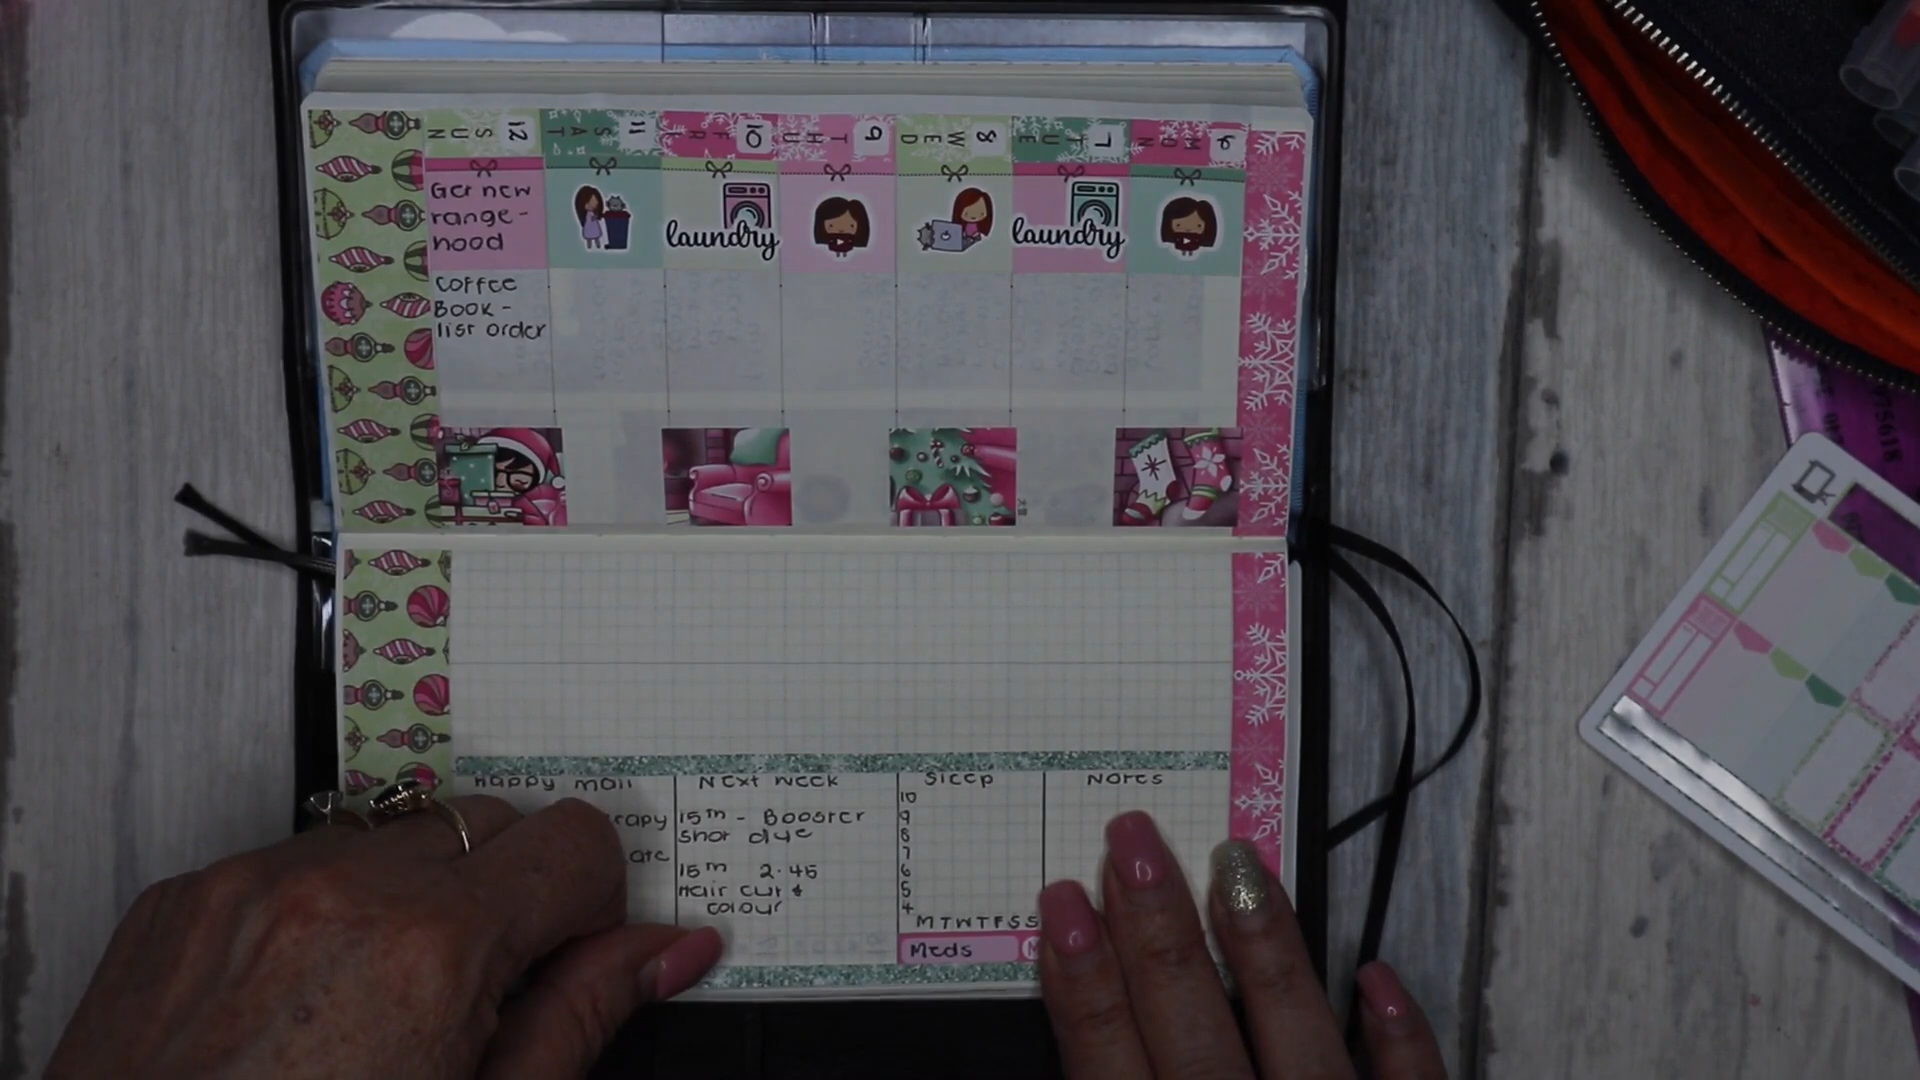 SUN 12
SAT 11
FRI 10
THU 9
WED 8
TUE 7
MON 6
Get new
range-
hood
laundry
laundry
Coffee
Book-
list order
Happy mail
Next week
Sleep
Notes
15th - Booster
shot due
15th 2.45
Hair cut &
colour
10
9
8
7
6
5
4
M T W T F S S
Meds
M